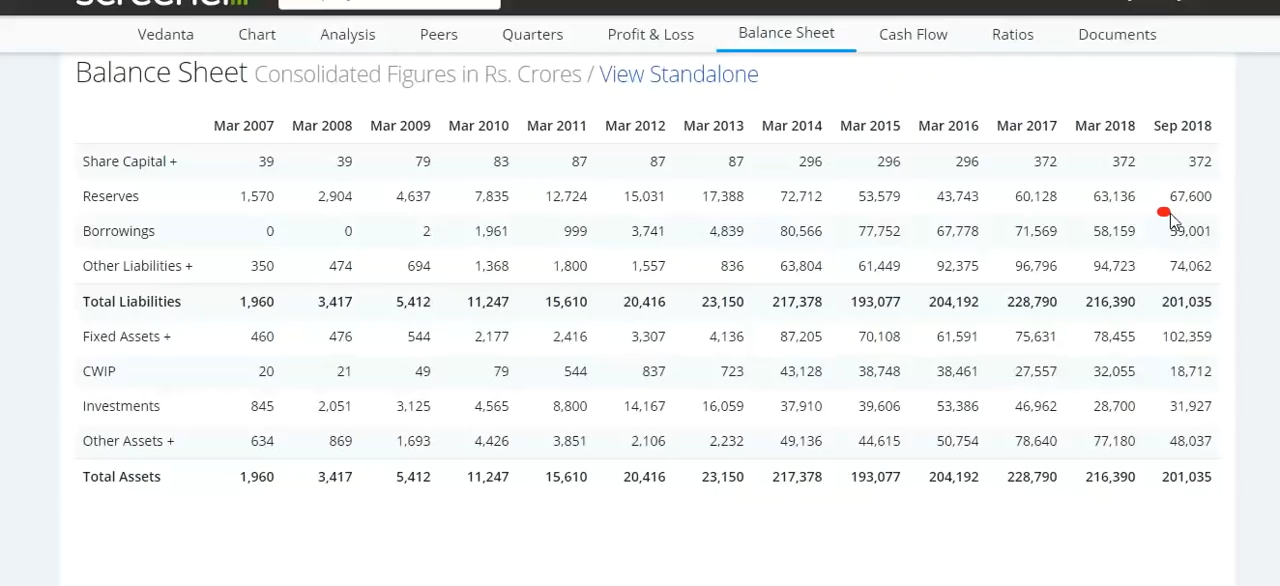 Vedanta Chart Analysis Peers Quarters Profit & Loss Balance Sheet Cash Flow Ratios Documents
Balance Sheet Consolidated Figures in Rs. Crores / View Standalone
Mar 2007 Mar 2008 Mar 2009 Mar 2010 Mar 2011 Mar 2012 Mar 2013 Mar 2014 Mar 2015 Mar 2016 Mar 2017 Mar 2018 Sep 2018
Share Capital + 39 39 79 83 87 87 87 296 296 296 372 372 372
Reserves 1,570 2,904 4,637 7,835 12,724 15,031 17,388 72,712 53,579 43,743 60,128 63,136 67,600
Borrowings 0 0 2 1,961 999 3,741 4,839 80,566 77,752 67,778 71,569 58,159 59,001
Other Liabilities + 350 474 694 1,368 1,800 1,557 836 63,804 61,449 92,375 96,796 94,723 74,062
Total Liabilities 1,960 3,417 5,412 11,247 15,610 20,416 23,150 217,378 193,077 204,192 228,790 216,390 201,035
Fixed Assets + 460 476 544 2,177 2,416 3,307 4,136 87,205 70,108 61,591 75,631 78,455 102,359
CWIP 20 21 49 79 544 837 723 43,128 38,748 38,461 27,557 32,055 18,712
Investments 845 2,051 3,125 4,565 8,800 14,167 16,059 37,910 39,606 53,386 46,962 28,700 31,927
Other Assets + 634 869 1,693 4,426 3,851 2,106 2,232 49,136 44,615 50,754 78,640 77,180 48,037
Total Assets 1,960 3,417 5,412 11,247 15,610 20,416 23,150 217,378 193,077 204,192 228,790 216,390 201,035